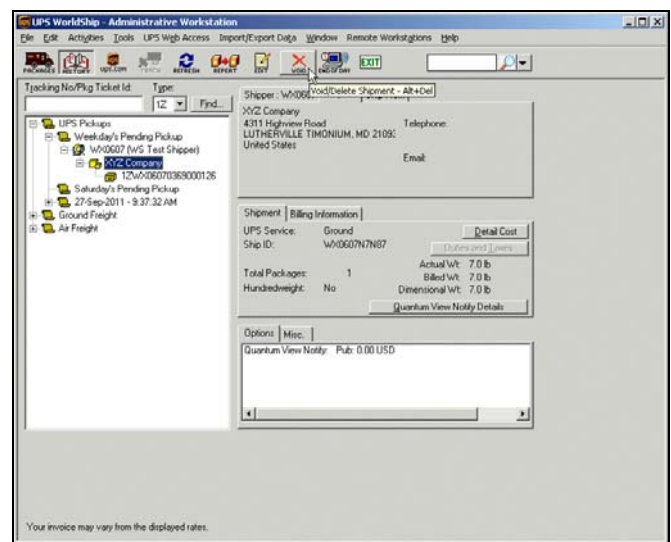 UPS WorldShip - Administrative Workstation
File Edit Activities Tools UPS Web Access Import/Export Data Window Remote Workstations Help
PACKAGES HISTORY UPS.COM TRACK REFRESH REPORT EDIT VOID END OF DAY EXIT
Tracking No/Pkg Ticket Id: Type:
1Z Find...
Void/Delete Shipment - Alt+Del
Shipper: WX0607
UPS Pickups
Weekday's Pending Pickup
WX0607 (WS Test Shipper)
XYZ Company
1ZWX06070369000126
Saturday's Pending Pickup
27-Sep-2011 - 9:37:32 AM
Ground Freight
Air Freight
XYZ Company
4311 Highview Road Telephone:
LUTHERVILLE TIMONIUM, MD 21093
United States
Email:
Shipment Billing Information
UPS Service: Ground Detail Cost
Ship ID: WX0607N7N87 Duties and Taxes
Actual Wt: 7.0 lb
Total Packages: 1 Billed Wt: 7.0 lb
Hundredweight: No Dimensional Wt: 7.0 lb
Quantum View Notify Details
Options Misc.
Quantum View Notify: Pub: 0.00 USD
Your invoice may vary from the displayed rates.